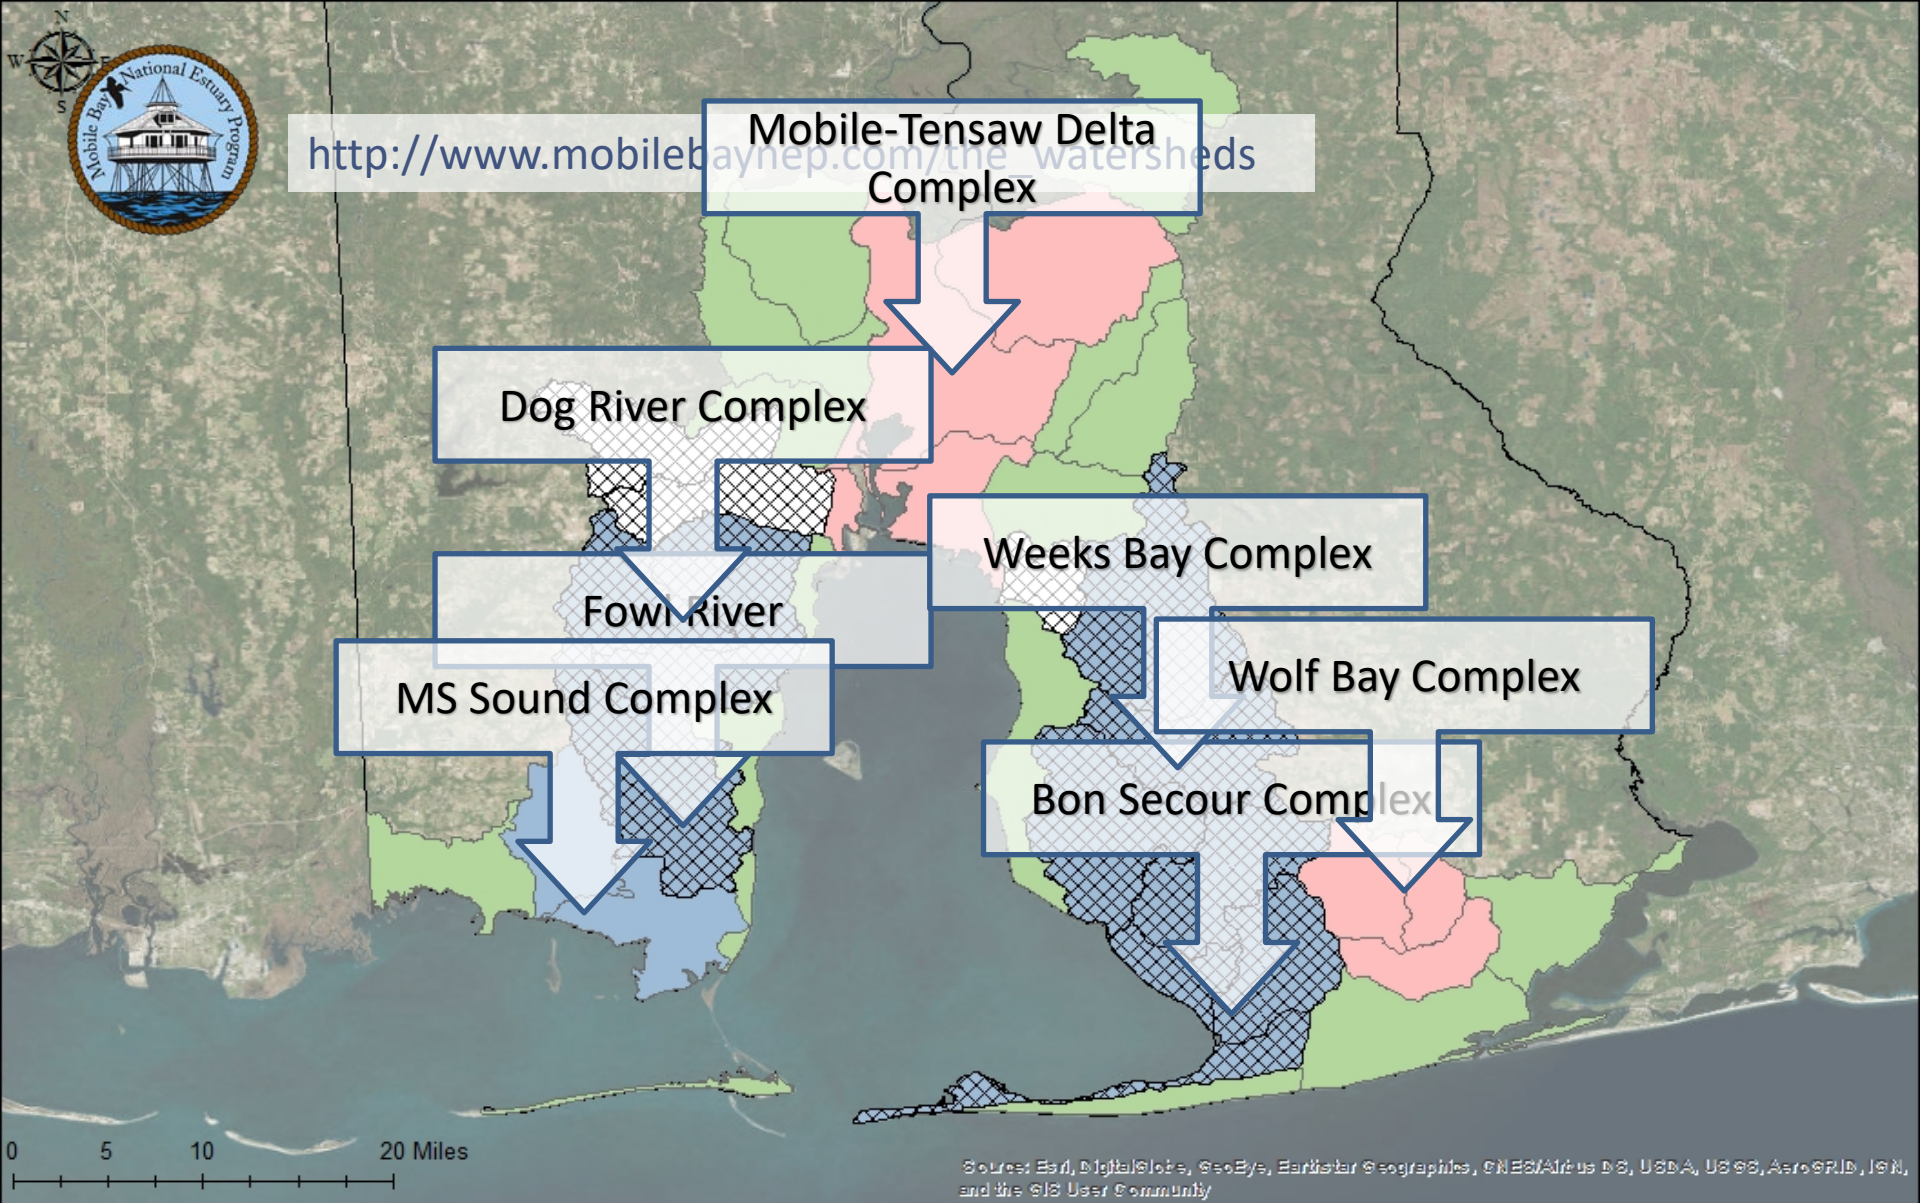 N
W
E
S
Mobile Bay National Estuary Program
http://www.mobilebaynep.com/the_watersheds
Mobile-Tensaw Delta
Complex
Dog River Complex
Weeks Bay Complex
Fowl River
Wolf Bay Complex
MS Sound Complex
Bon Secour Complex
0 5 10 20 Miles
Source: Esri, DigitalGlobe, GeoEye, Earthstar Geographics, CNES/Airbus DS, USDA, USGS, AeroGRID, IGN,
and the GIS User Community